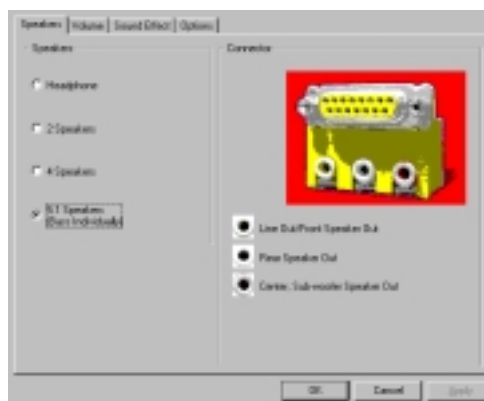 Speakers Volume Sound Effect Options
Speakers
Headphone
2 Speakers
4 Speakers
5.1 Speakers
(Bass Individually)
Connector
Line Out/Front Speaker Out
Rear Speaker Out
Center, Sub-woofer Speaker Out
OK Cancel Apply